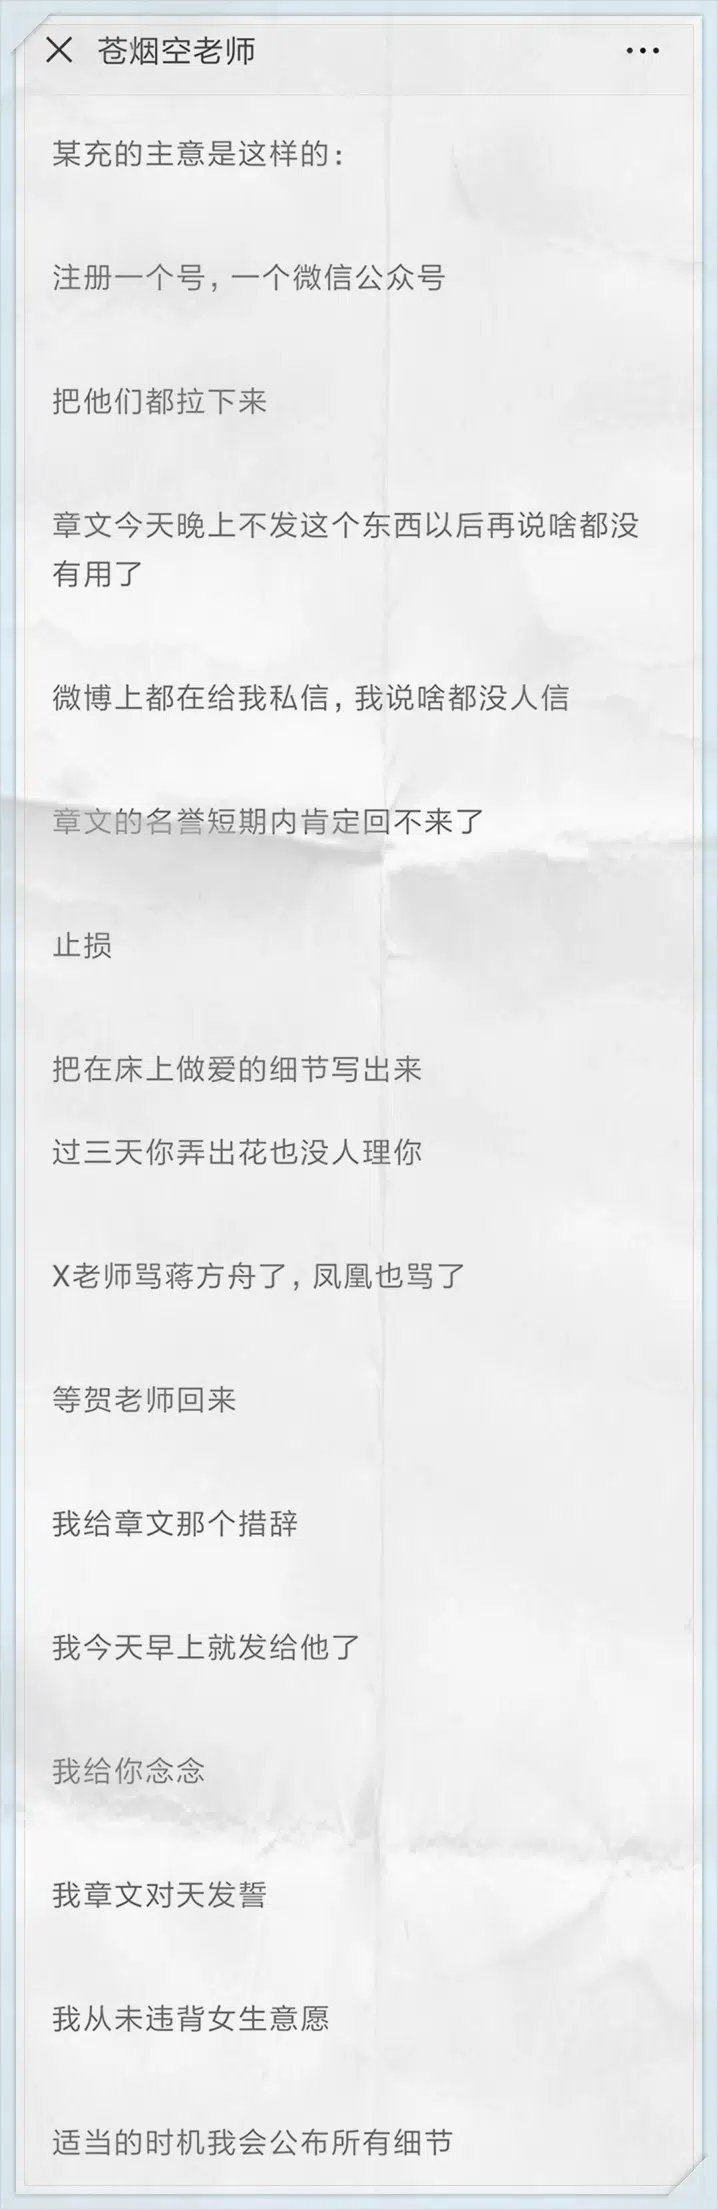 苍烟空老师
某充的主意是这样的：
注册一个号，一个微信公众号
把他们都拉下来
章文今天晚上不发这个东西以后再说啥都没
有用了
微博上都在给我私信，我说啥都没人信
章文的名誉短期内肯定回不来了
止损
把在床上做爱的细节写出来
过三天你弄出花也没人理你
X老师骂蒋方舟了，凤凰也骂了
等贺老师回来
我给章文那个措辞
我今天早上就发给他了
我给你念念
我章文对天发誓
我从未违背女生意愿
适当的时机我会公布所有细节